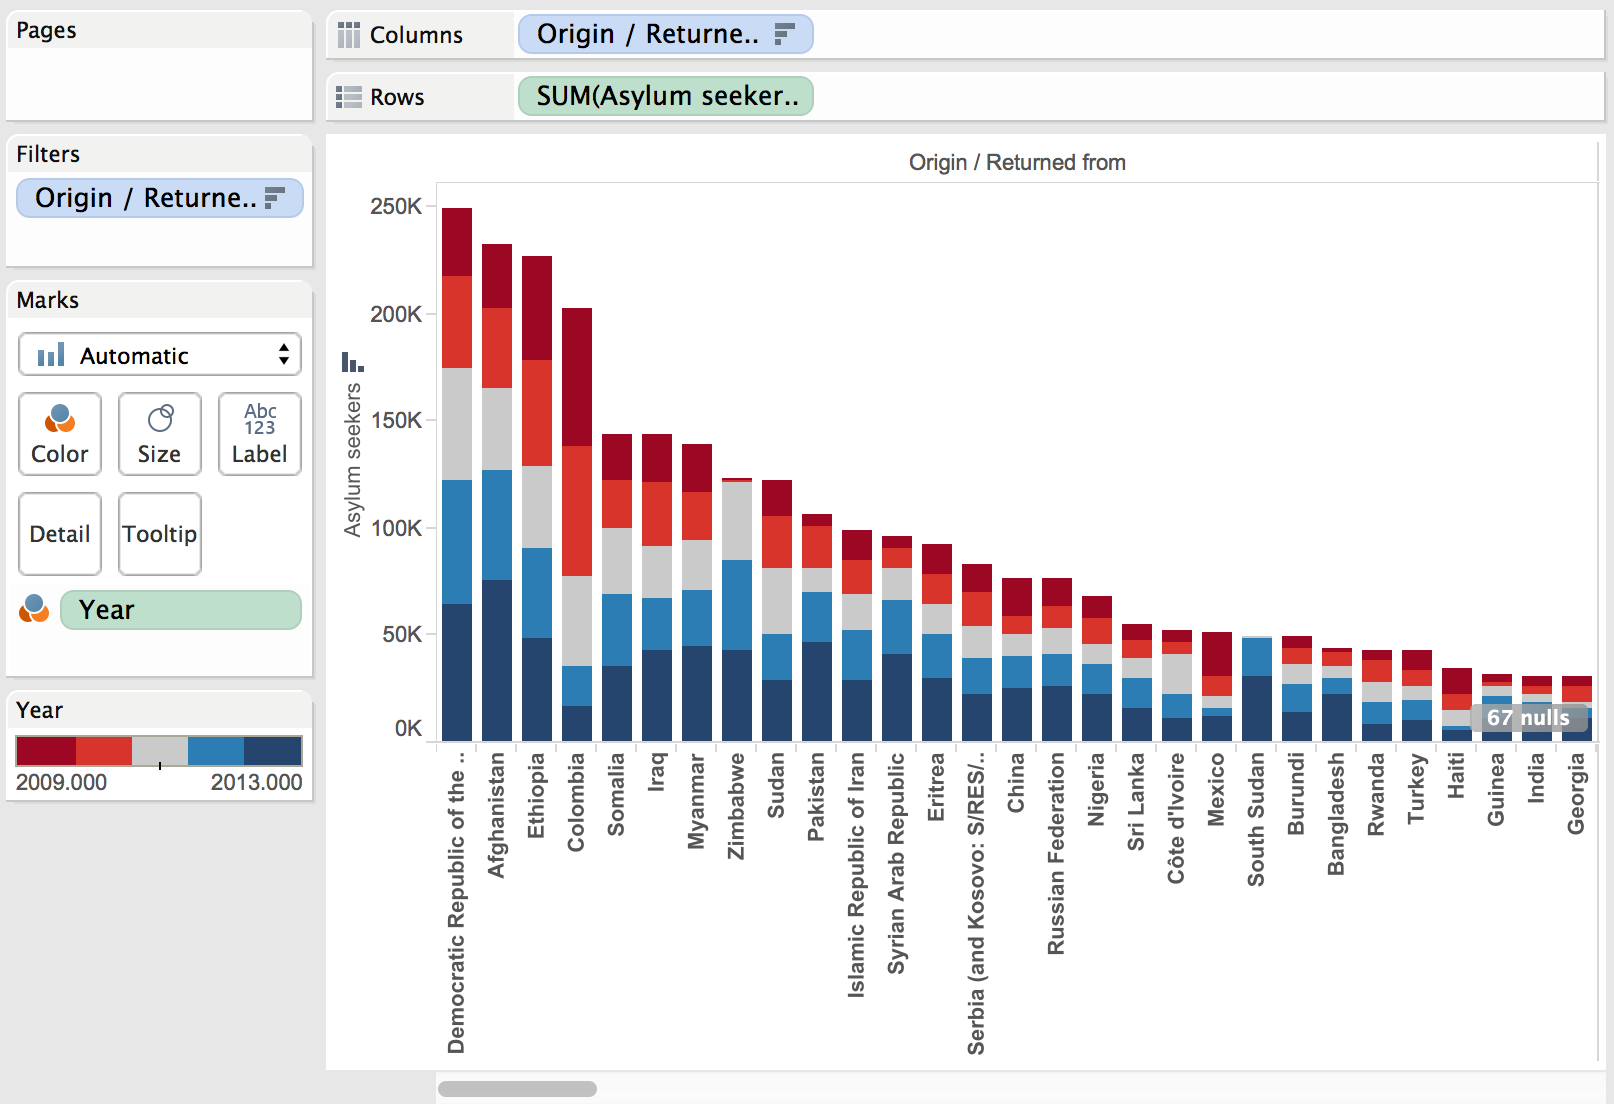 Pages
Filters
Origin / Returne..
Marks
Automatic
Color
Size
Abc
123
Label
Detail
Tooltip
Year
Year
2009.000 2013.000
Columns
Origin / Returne..
Rows
SUM(Asylum seeker..
Origin / Returned from
Asylum seekers
250K
200K
150K
100K
50K
0K
67 nulls
Democratic Republic of the ..
Afghanistan
Ethiopia
Colombia
Somalia
Iraq
Myanmar
Zimbabwe
Sudan
Pakistan
Islamic Republic of Iran
Syrian Arab Republic
Eritrea
Serbia (and Kosovo: S/RES/..
China
Russian Federation
Nigeria
Sri Lanka
Côte d'Ivoire
Mexico
South Sudan
Burundi
Bangladesh
Rwanda
Turkey
Haiti
Guinea
India
Georgia